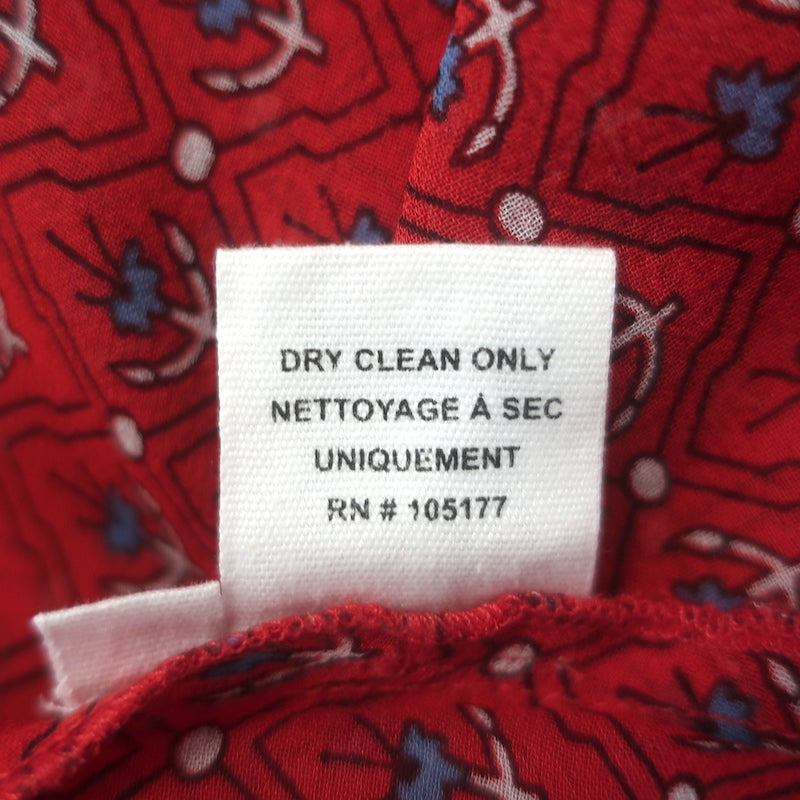 DRY CLEAN ONLY
NETTOYAGE À SEC
UNIQUEMENT
RN # 105177